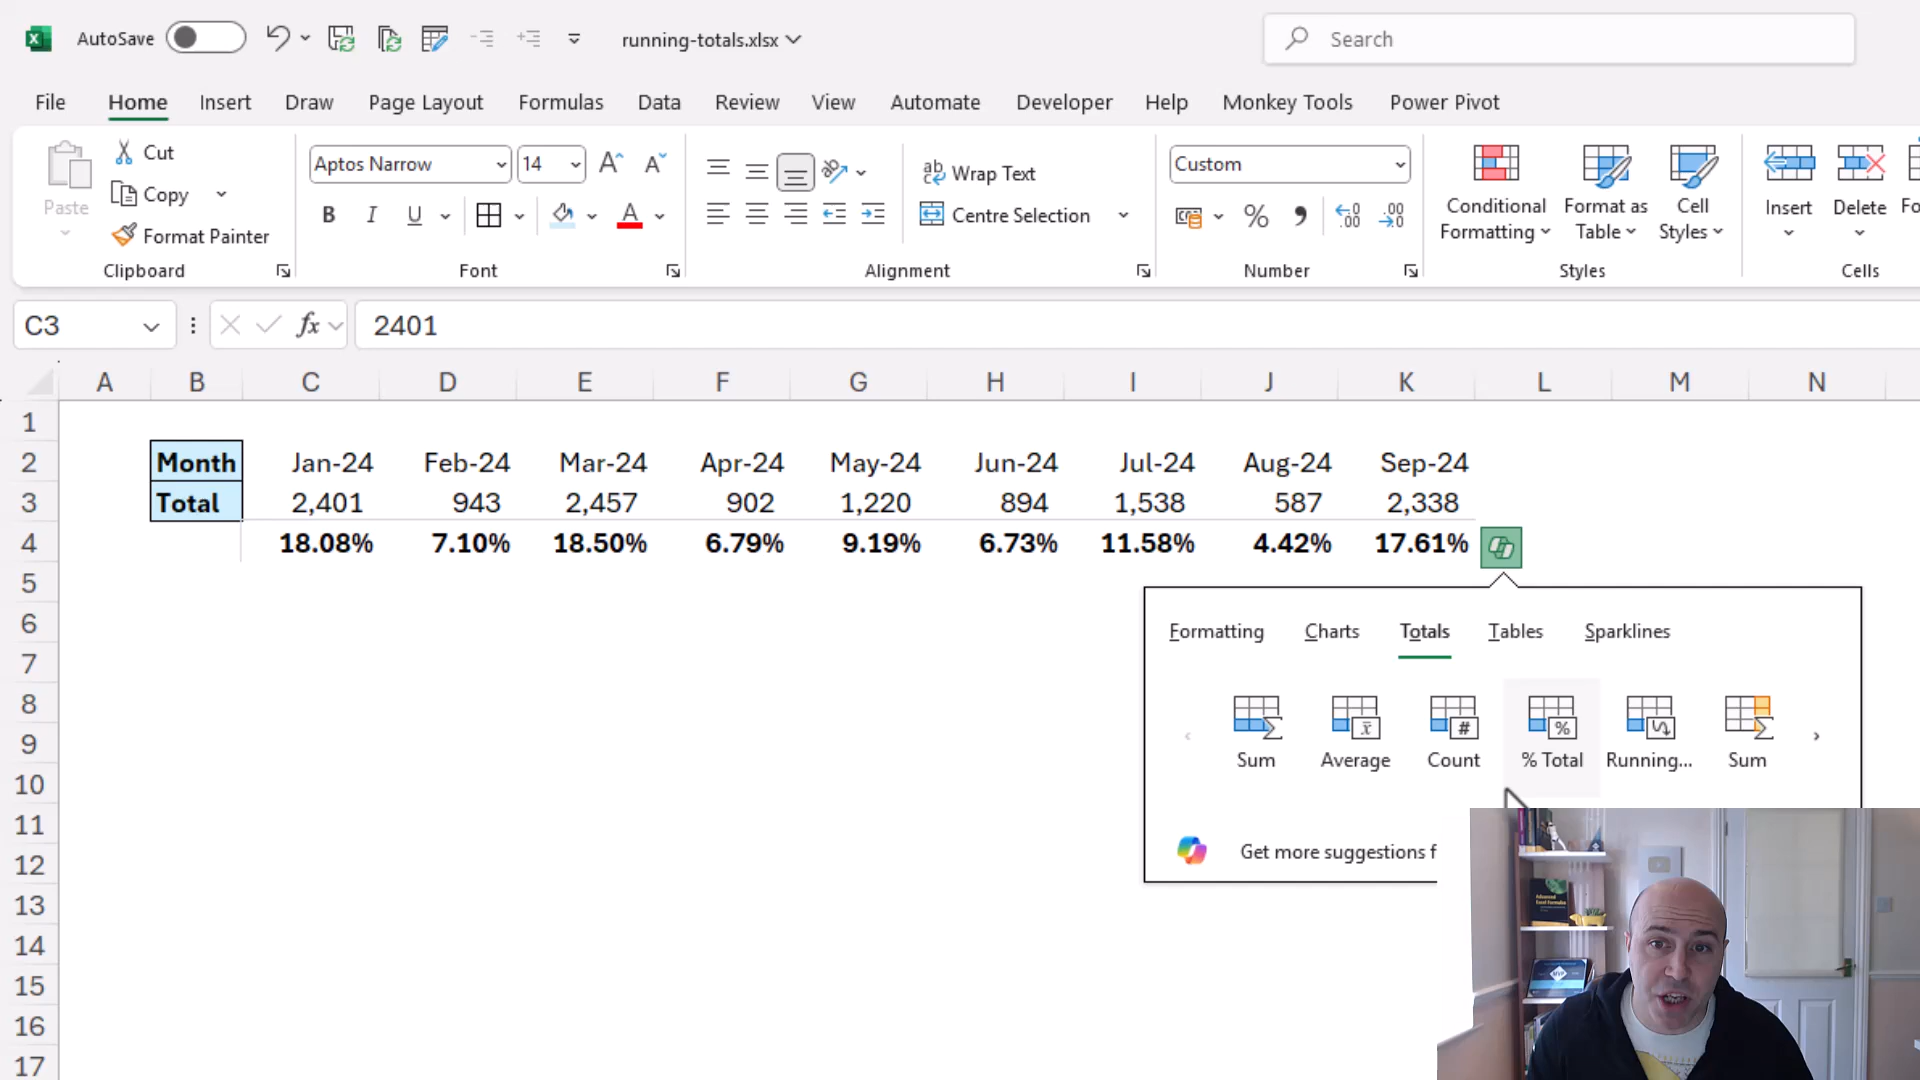 AutoSave running-totals.xlsx Search
File Home Insert Draw Page Layout Formulas Data Review View Automate Developer Help Monkey Tools Power Pivot
Paste Cut Copy Format Painter
Aptos Narrow 14
B I U A
Wrap Text
Centre Selection
Custom
Conditional Formatting
Format as Table
Cell Styles
Insert Delete Fo
Clipboard Font Alignment Number Styles Cells
C3 fx 2401
A B C D E F G H I J K L M N
1
2 Month Jan-24 Feb-24 Mar-24 Apr-24 May-24 Jun-24 Jul-24 Aug-24 Sep-24
3 Total 2,401 943 2,457 902 1,220 894 1,538 587 2,338
4 18.08% 7.10% 18.50% 6.79% 9.19% 6.73% 11.58% 4.42% 17.61%
5
6 Formatting Charts Totals Tables Sparklines
7
8
9 Sum Average Count % Total Running... Sum
10
11 Get more suggestions f
12
13
14
15
16
17